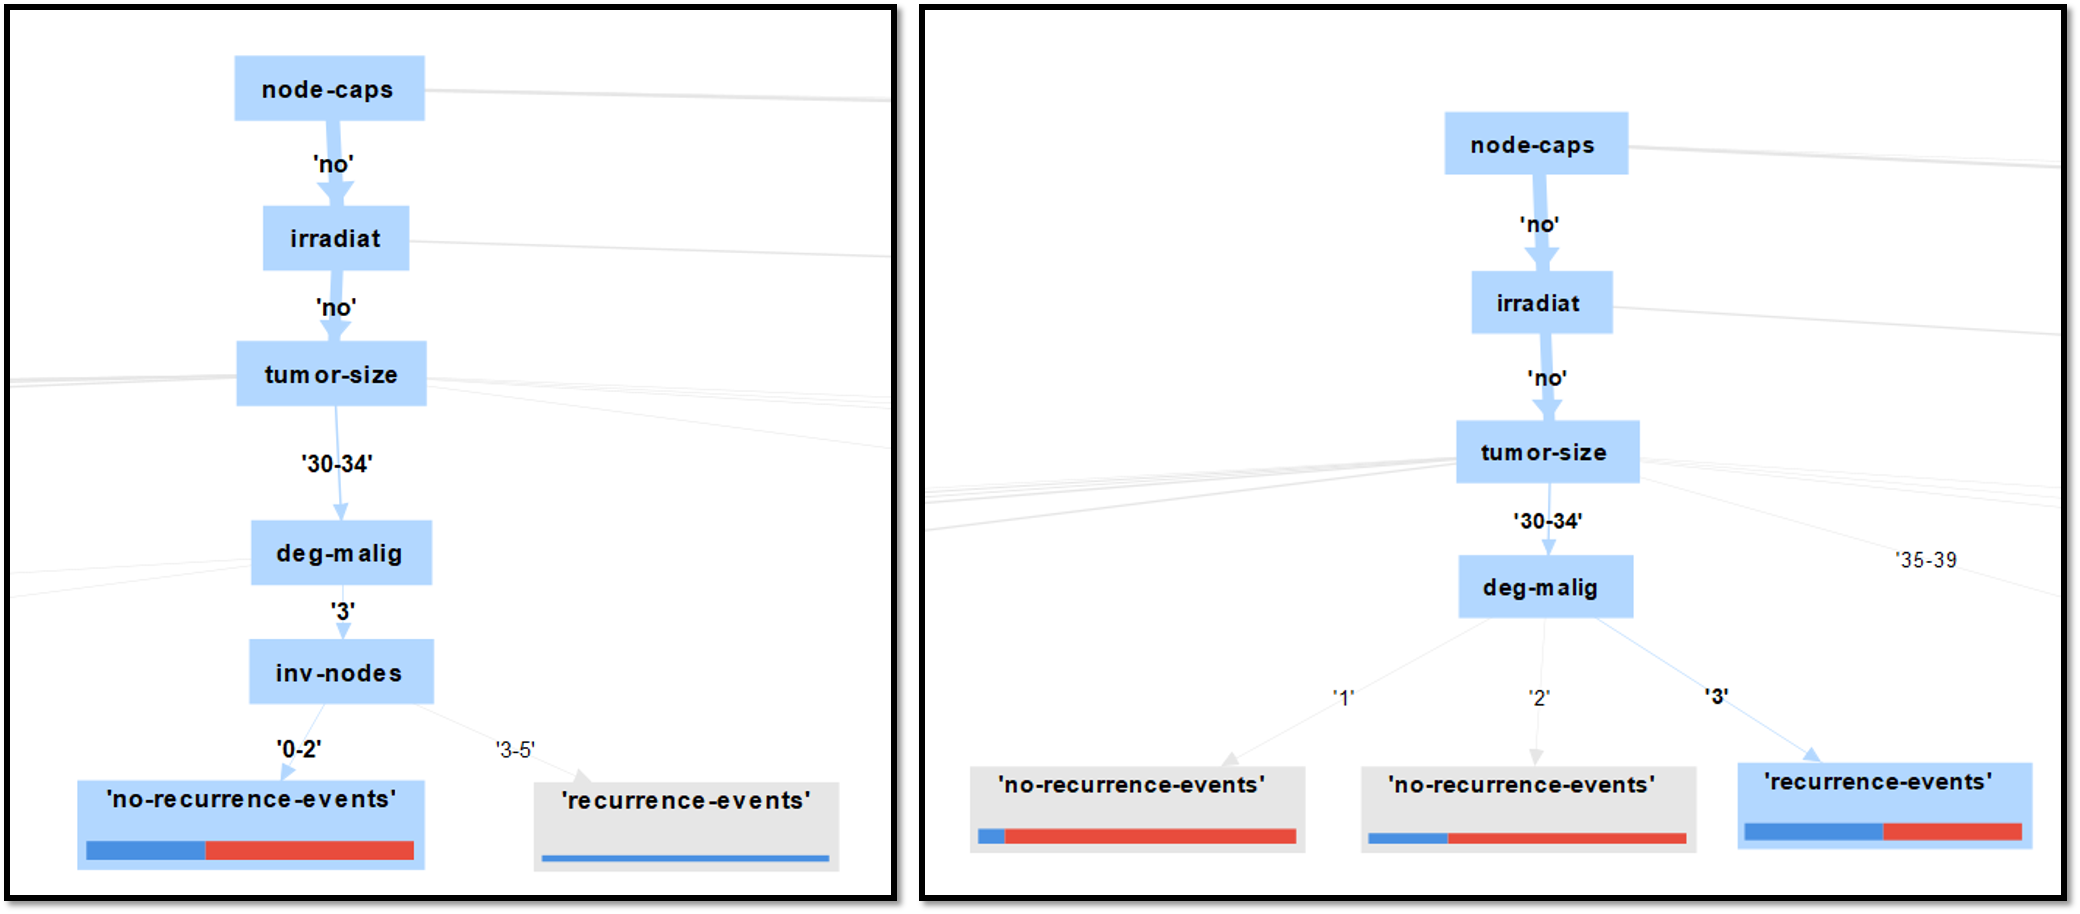 node-caps
'no'
irradiat
'no'
tumor-size
'30-34'
deg-malig
'3'
inv-nodes
'0-2'
'3-5'
'no-recurrence-events'
'recurrence-events'
node-caps
'no'
irradiat
'no'
tumor-size
'30-34'
'35-39
deg-malig
'1'
'2'
'3'
'no-recurrence-events'
'no-recurrence-events'
'recurrence-events'